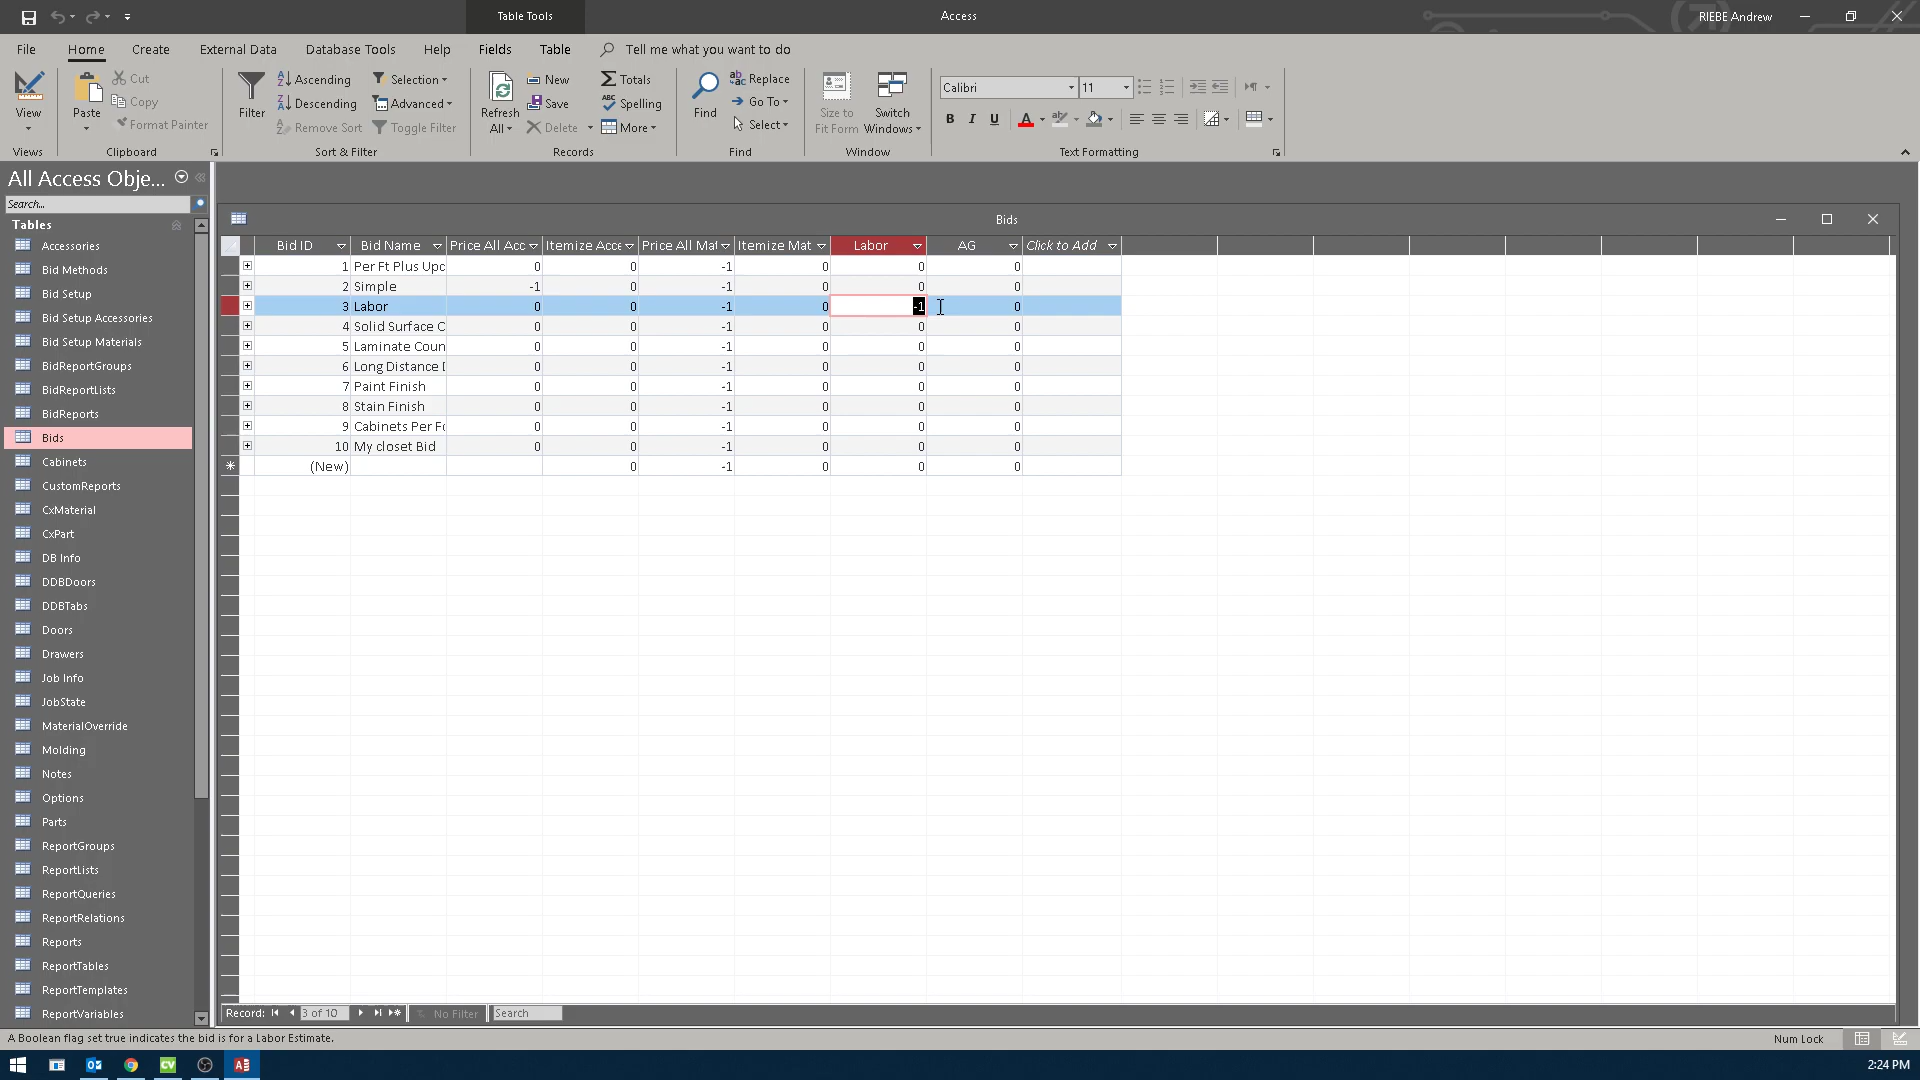 Table Tools
Access
RIEBE Andrew
File Home Create External Data Database Tools Help Fields Table Tell me what you want to do
View
Views
Paste
Cut
Copy
Format Painter
Clipboard
Filter
Ascending
Descending
Remove Sort
Selection
Advanced
Toggle Filter
Sort & Filter
Refresh
All
New
Save
Delete
Totals
Spelling
More
Records
Find
Replace
Go To
Select
Find
Size to
Fit Form
Switch
Windows
Window
Calibri 11
B I U A
Text Formatting
All Access Obje...
Search...
Tables
Accessories
Bid Methods
Bid Setup
Bid Setup Accessories
Bid Setup Materials
BidReportGroups
BidReportLists
BidReports
Bids
Cabinets
CustomReports
CxMaterial
CxPart
DB Info
DDBDoors
DDBTabs
Doors
Drawers
Job Info
JobState
MaterialOverride
Molding
Notes
Options
Parts
ReportGroups
ReportLists
ReportQueries
ReportRelations
Reports
ReportTables
ReportTemplates
ReportVariables
Bids
Bid ID Bid Name Price All Acc Itemize Acce Price All Mat Itemize Mat Labor AG Click to Add
1 Per Ft Plus Upc 0 0 -1 0 0 0
2 Simple -1 0 -1 0 0 0
3 Labor 0 0 -1 0 -1 0
4 Solid Surface C 0 0 -1 0 0 0
5 Laminate Coun 0 0 -1 0 0 0
6 Long Distance D 0 0 -1 0 0 0
7 Paint Finish 0 0 -1 0 0 0
8 Stain Finish 0 0 -1 0 0 0
9 Cabinets Per Fo 0 0 -1 0 0 0
10 My closet Bid 0 0 -1 0 0 0
(New) 0 -1 0 0 0
Record: 3 of 10 No Filter Search
A Boolean flag set true indicates the bid is for a Labor Estimate.
Num Lock
2:24 PM